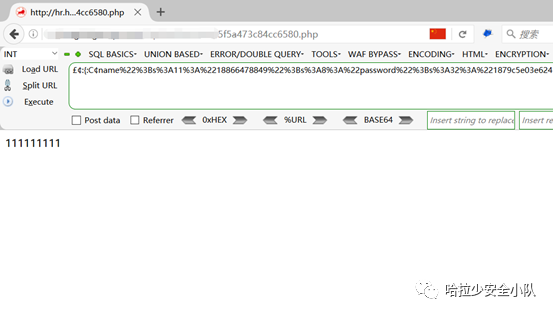 http://hr.h....4cc6580.php
5f5a473c84cc6580.php
搜索
INT
SQL BASICS UNION BASED ERROR/DOUBLE QUERY TOOLS WAF BYPASS ENCODING HTML ENCRYPTION
Load URL
Split URL
Execute
name%22%3Bs%3A11%3A%2218866478849%22%3Bs%3A8%3A%22password%22%3Bs%3A32%3A%221879c5e03e624
Post data Referrer 0xHEX %URL BASE64 Insert string to replace Insert re
111111111
哈拉少安全小队